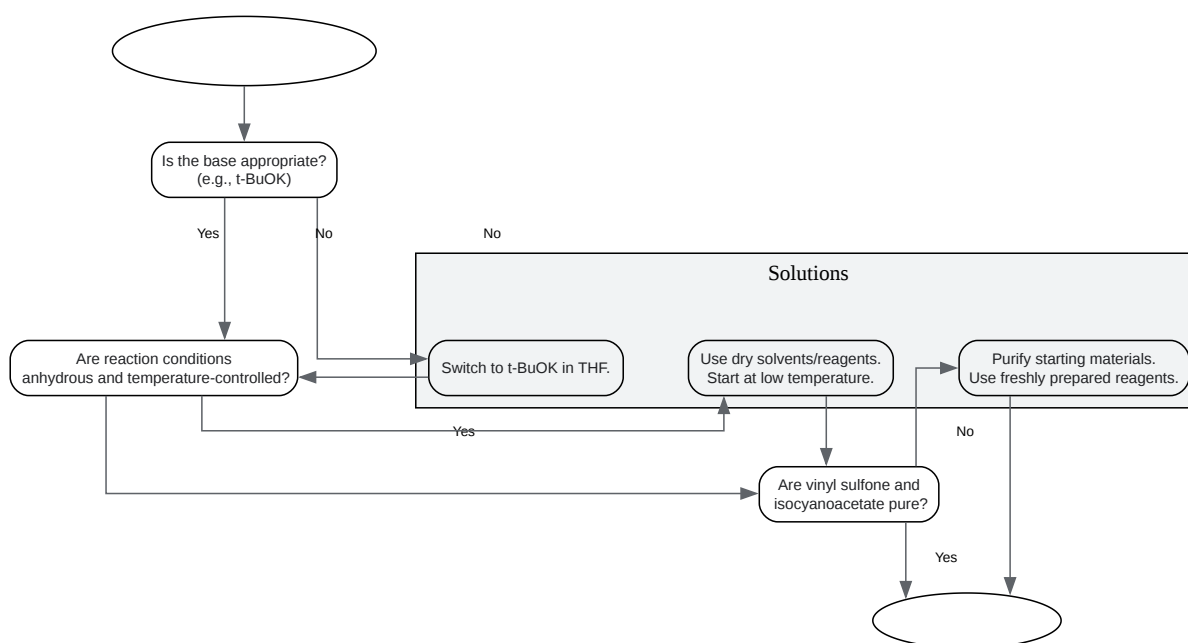 Is the base appropriate?
(e.g., t-BuOK)
Yes
No
No
Solutions
Are reaction conditions
anhydrous and temperature-controlled?
Switch to t-BuOK in THF.
Use dry solvents/reagents.
Start at low temperature.
Purify starting materials.
Use freshly prepared reagents.
Yes
No
Are vinyl sulfone and
isocyanoacetate pure?
Yes